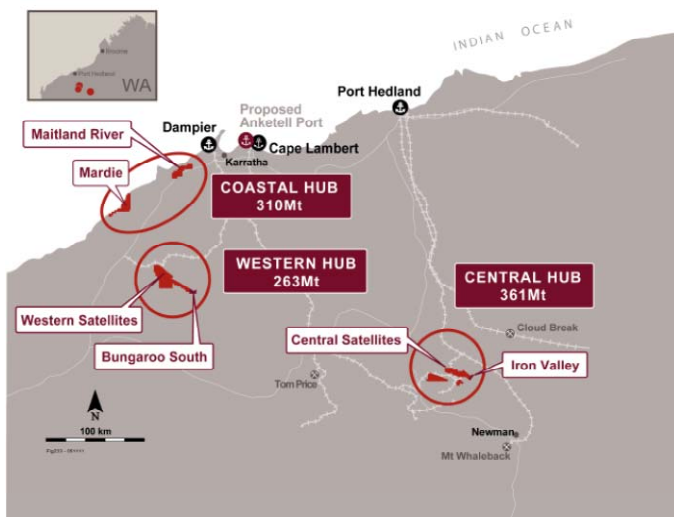 INDIAN OCEAN
Broome
Port Hedland
WA
Port Hedland
Proposed
Anketell Port
Dampier
Cape Lambert
Karratha
Maitland River
Mardie
COASTAL HUB
310Mt
WESTERN HUB
263Mt
CENTRAL HUB
361Mt
Western Satellites
Bungaroo South
Central Satellites
Cloud Break
Iron Valley
Tom Price
N
100 km
Newman
Mt Whaleback